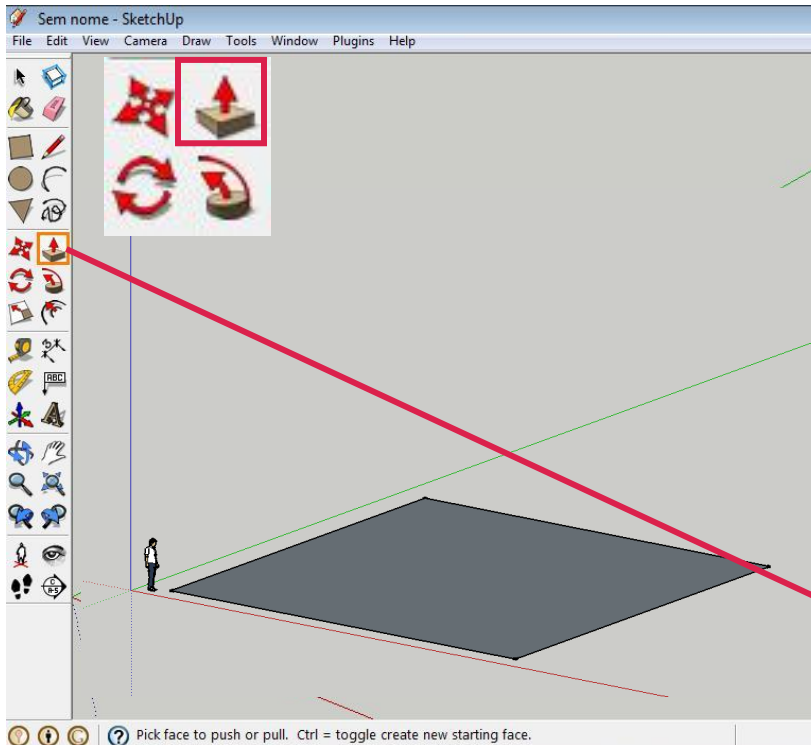 Sem nome - SketchUp
File Edit View Camera Draw Tools Window Plugins Help
ABC
Pick face to push or pull. Ctrl = toggle create new starting face.